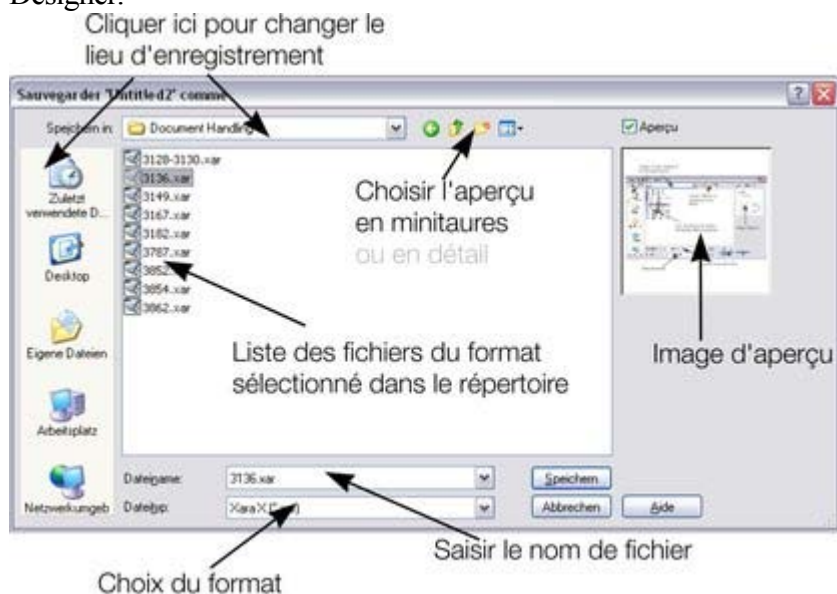 Designer.
Cliquer ici pour changer le
lieu d'enregistrement
Sauvegarder 'Untitled2' comme
Speichern in:
Document Handling
Aperçu
3128-3130.xar
3136.xar
3149.xar
3167.xar
3182.xar
3787.xar
3852
3854.xar
3862.xar
Zuletzt
verwendete D...
Desktop
Eigene Dateien
Arbeitsplatz
Netzwerkumgeb
Choisir l'aperçu
en minitaures
ou en détail
Liste des fichiers du format
sélectionné dans le répertoire
Image d'aperçu
Dateiname:
3136.xar
Speichern
Dateityp:
Xara X
Abbrechen
Aide
Saisir le nom de fichier
Choix du format